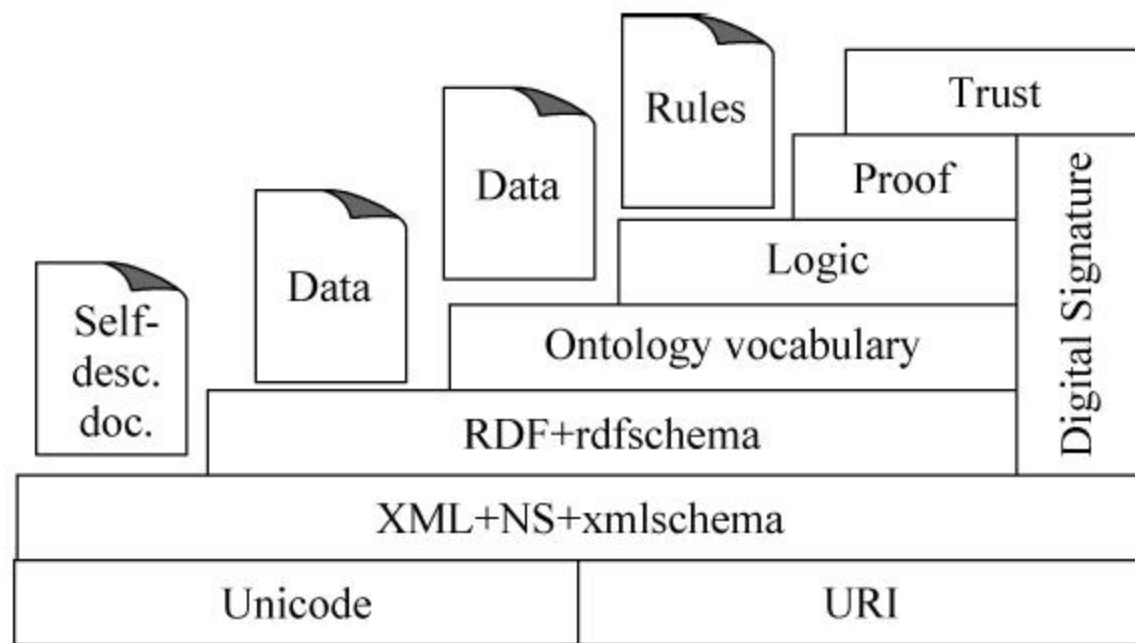 Rules
Trust
Data
Proof
Data
Logic
Self-
desc.
doc.
Ontology vocabulary
Digital Signature
RDF+rdfschema
XML+NS+xmlschema
Unicode
URI